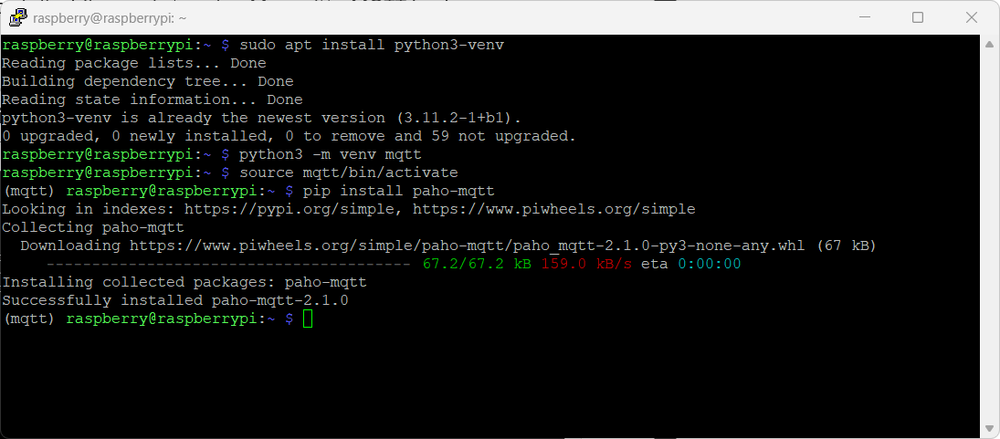 raspberry@raspberrypi: ~
raspberry@raspberrypi:~ $ sudo apt install python3-venv
Reading package lists... Done
Building dependency tree... Done
Reading state information... Done
python3-venv is already the newest version (3.11.2-1+b1).
0 upgraded, 0 newly installed, 0 to remove and 59 not upgraded.
raspberry@raspberrypi:~ $ python3 -m venv mqtt
raspberry@raspberrypi:~ $ source mqtt/bin/activate
(mqtt) raspberry@raspberrypi:~ $ pip install paho-mqtt
Looking in indexes: https://pypi.org/simple, https://www.piwheels.org/simple
Collecting paho-mqtt
  Downloading https://www.piwheels.org/simple/paho-mqtt/paho_mqtt-2.1.0-py3-none-any.whl (67 kB)
     ---------------------------------------- 67.2/67.2 kB 159.0 kB/s eta 0:00:00
Installing collected packages: paho-mqtt
Successfully installed paho-mqtt-2.1.0
(mqtt) raspberry@raspberrypi:~ $